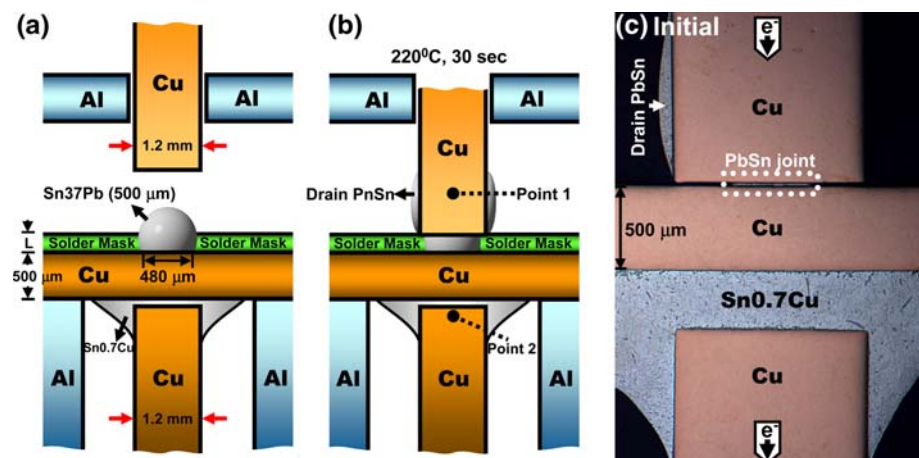 (a)
Cu
Al
Al
1.2 mm
Sn37Pb (500 μm)
L
Solder Mask
Solder Mask
500 μm
Cu
480 μm
Sn0.7Cu
Al
Cu
Al
1.2 mm
(b)
220⁰C, 30 sec
Al
Al
Cu
Drain PnSn
Point 1
Solder Mask
Solder Mask
Cu
Point 2
Al
Cu
Al
(c) Initial
e-
Drain PbSn
Cu
PbSn joint
500 μm
Cu
Sn0.7Cu
Cu
e-